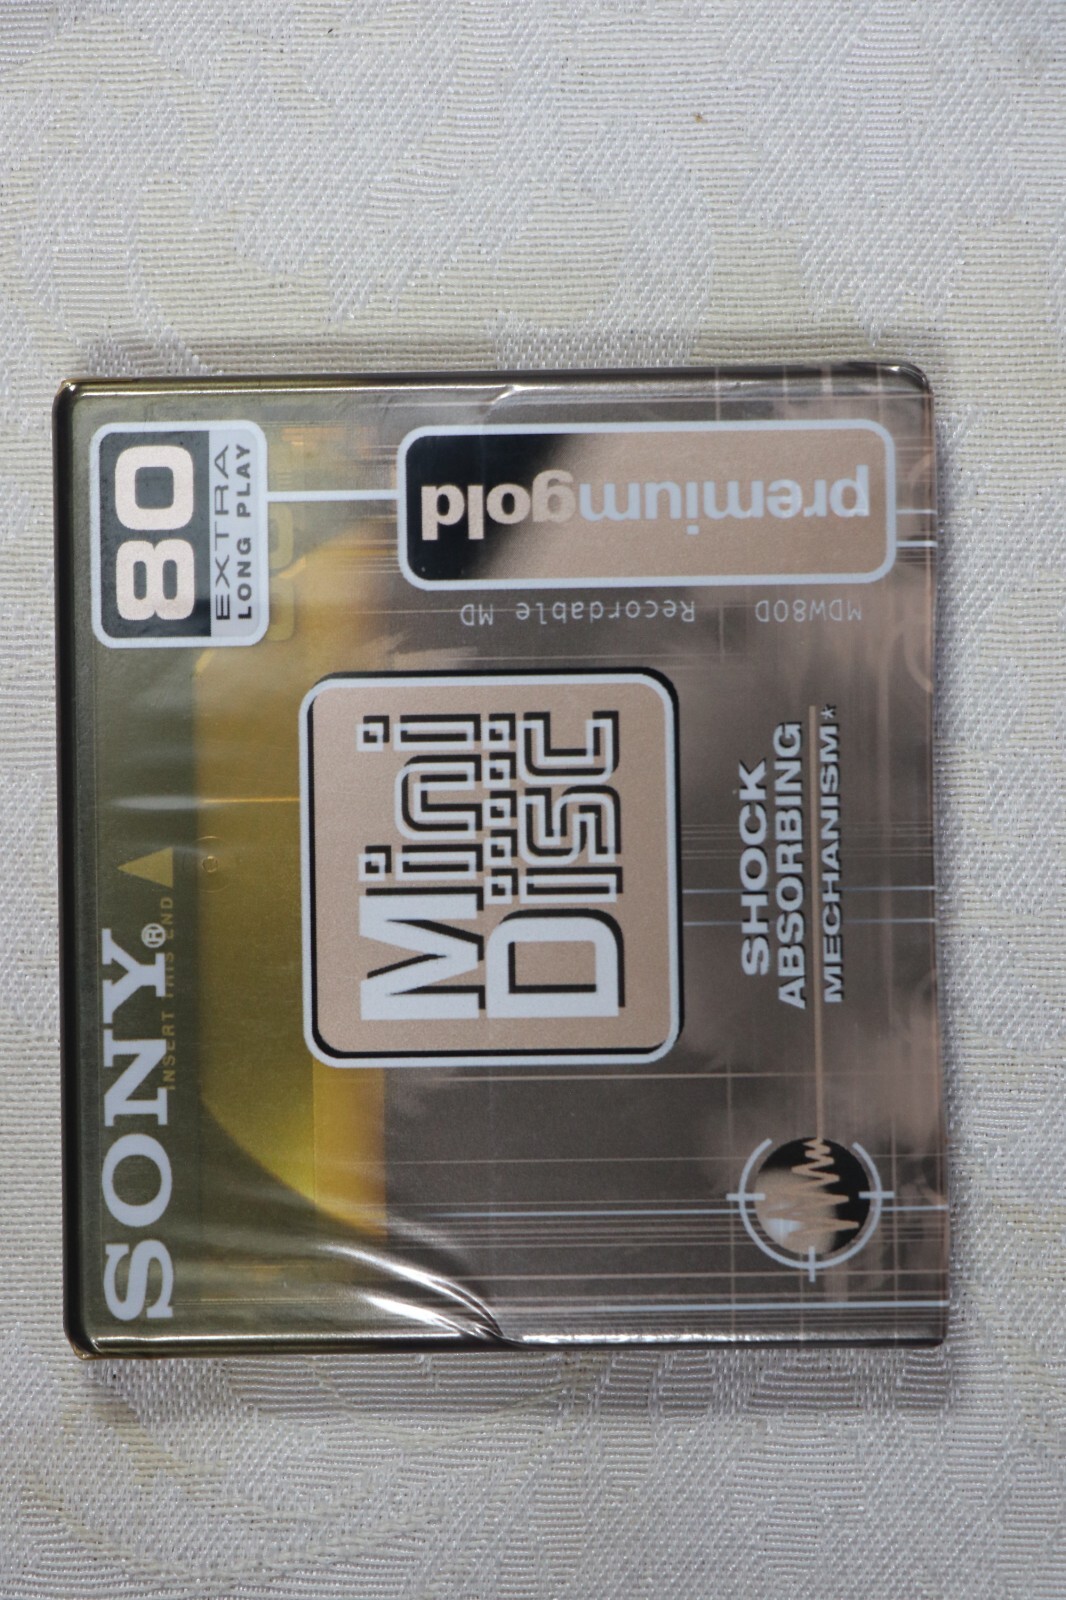 SONY®
INSERT THIS END
80
EXTRA
LONG PLAY
Mini
Disc
SHOCK
ABSORBING
MECHANISM*
premiumgold
MDW80D Recordable MD